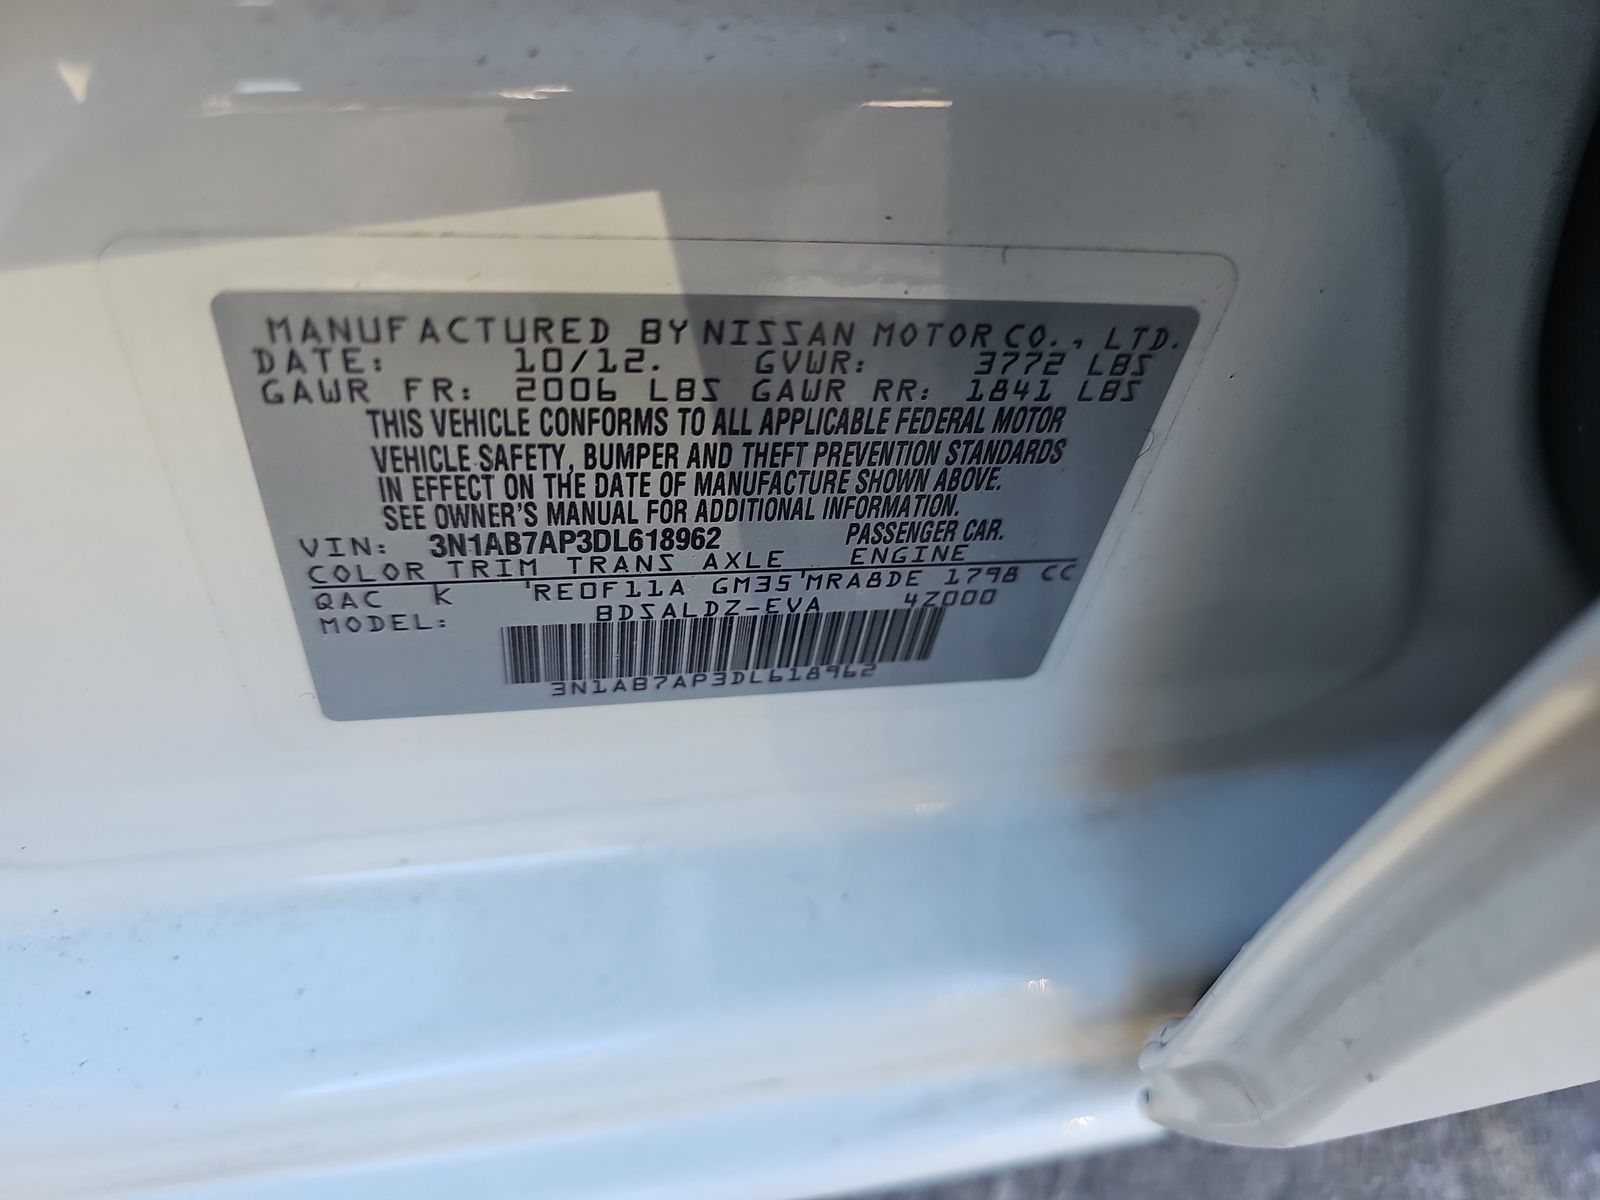 MANUFACTURED BY NISSAN MOTOR CO., LTD.
DATE: 10/12. GVWR: 3772 LBS
GAWR FR: 2006 LBS GAWR RR: 1841 LBS
THIS VEHICLE CONFORMS TO ALL APPLICABLE FEDERAL MOTOR
VEHICLE SAFETY, BUMPER AND THEFT PREVENTION STANDARDS
IN EFFECT ON THE DATE OF MANUFACTURE SHOWN ABOVE.
SEE OWNER'S MANUAL FOR ADDITIONAL INFORMATION.
VIN: 3N1AB7AP3DL618962 PASSENGER CAR.
COLOR TRIM TRANS AXLE ENGINE
QAC K RE0F11A GM35 MRA8DE 1798 CC
MODEL: BDSALDZ-EVA 4Z000
3N1AB7AP3DL618962